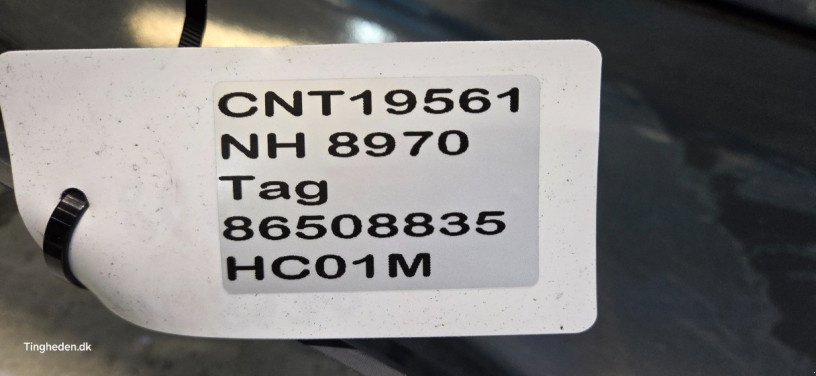 CNT19561
NH 8970
Tag
86508835
HC01M
Tingheden.dk